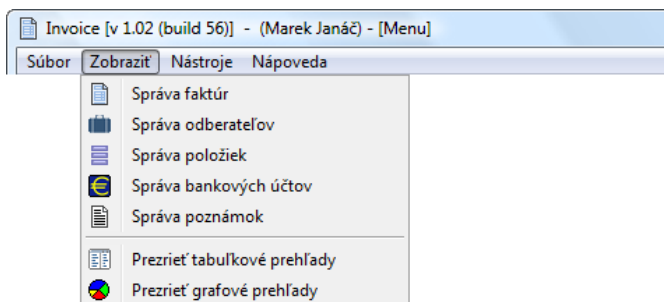 Invoice [v 1.02 (build 56)] - (Marek Janáč) - [Menu]
Súbor Zobraziť Nástroje Nápoveda
Správa faktúr
Správa odberateľov
Správa položiek
Správa bankových účtov
Správa poznámok
Prezrieť tabuľkové prehľady
Prezrieť grafové prehľady